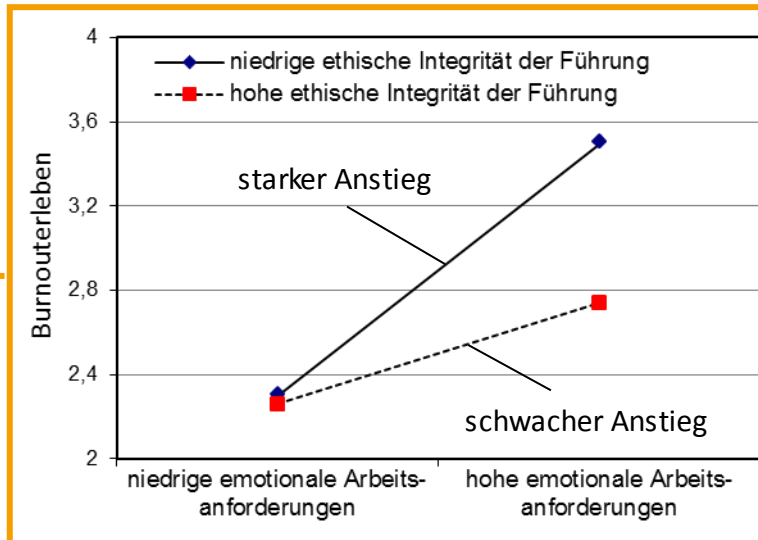 4
niedrige ethische Integrität der Führung
hohe ethische Integrität der Führung
3,6
starker Anstieg
3,2
Burnouterleben
2,8
2,4
schwacher Anstieg
2
niedrige emotionale Arbeits-
anforderungen
hohe emotionale Arbeits-
anforderungen